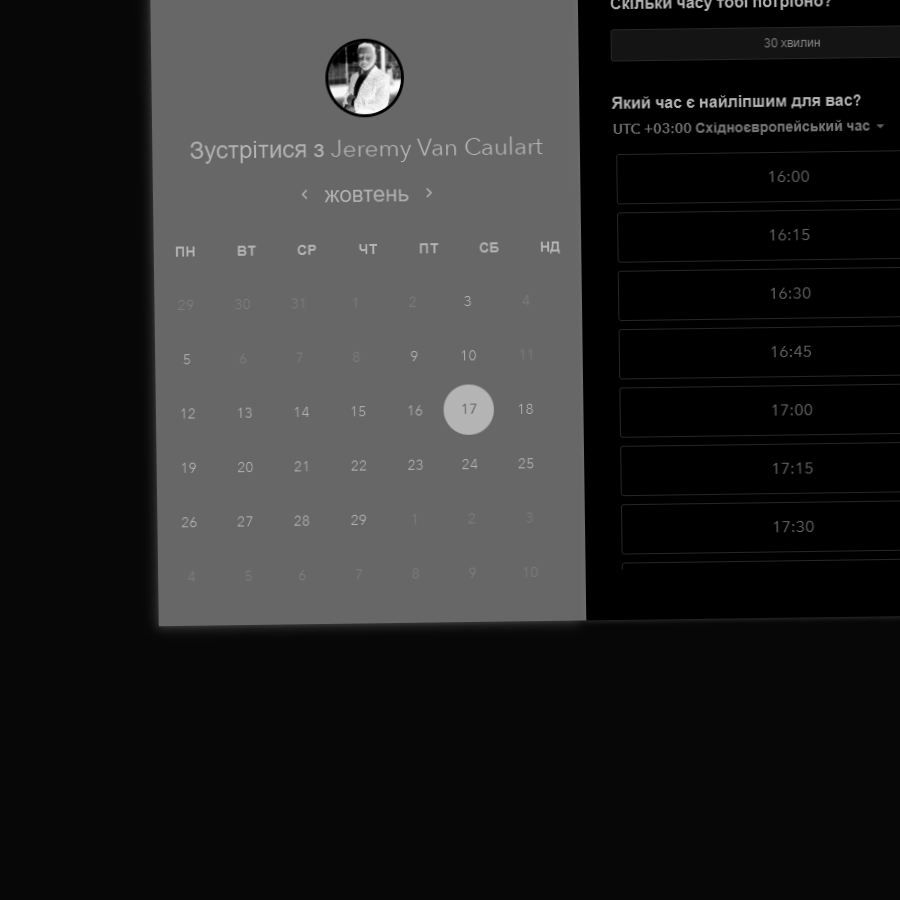 Зустрітися з Jeremy Van Caulart
жовтень
ПН ВТ СР ЧТ ПТ СБ НД
29 30 31 1 2 3 4
5 6 7 8 9 10 11
12 13 14 15 16 17 18
19 20 21 22 23 24 25
26 27 28 29 1 2 3
4 5 6 7 8 9 10
Скільки часу тобі потрібно?
30 хвилин
Який час є найліпшим для вас?
UTC +03:00 Східноєвропейський час
16:00
16:15
16:30
16:45
17:00
17:15
17:30